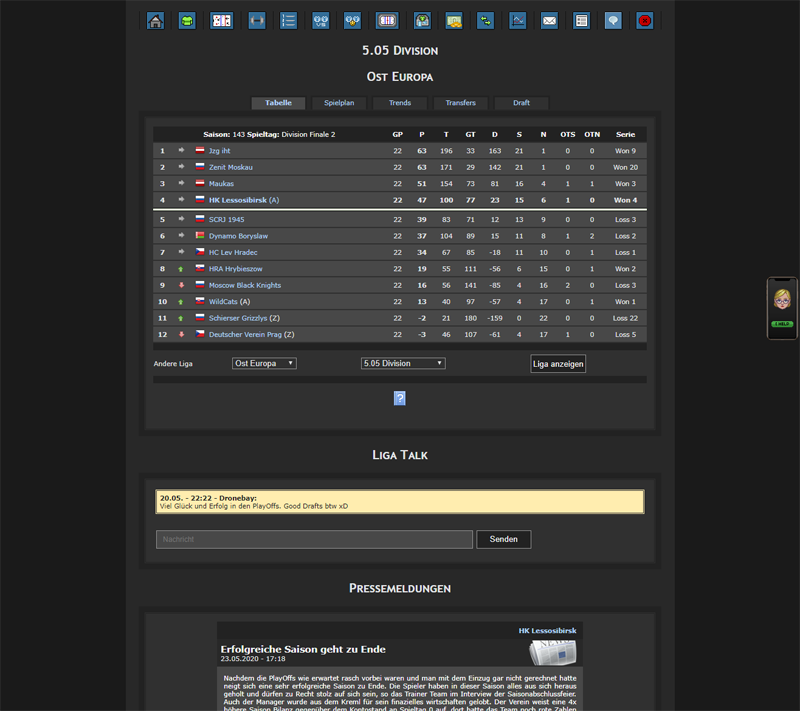 VS
5.05 Division
Ost Europa
Tabelle Spielplan Trends Transfers Draft
Saison: 143 Spieltag: Division Finale 2 GP P T GT D S N OTS OTN Serie
1 Jzg iht 22 63 196 33 163 21 1 0 0 Won 9
2 Zenit Moskau 22 63 171 29 142 21 1 0 0 Won 20
3 Maukas 22 51 154 73 81 16 4 1 1 Won 3
4 HK Lessosibirsk (A) 22 47 100 77 23 15 6 1 0 Won 4
5 SCRJ 1945 22 39 83 71 12 13 9 0 0 Loss 3
6 Dynamo Boryslaw 22 37 104 89 15 11 8 1 2 Loss 2
7 HC Lev Hradec 22 34 67 85 -18 11 10 0 1 Loss 1
8 HRA Hrybieszow 22 19 55 111 -56 6 15 0 1 Won 2
9 Moscow Black Knights 22 16 56 141 -85 4 16 2 0 Loss 3
10 WildCats (A) 22 13 40 97 -57 4 17 0 1 Won 1
11 Schierser Grizzlys (Z) 22 -2 21 180 -159 0 22 0 0 Loss 22
12 Deutscher Verein Prag (Z) 22 -3 46 107 -61 4 17 1 0 Loss 5
Andere Liga Ost Europa 5.05 Division Liga anzeigen
?
HELP
Liga Talk
20.05. - 22:22 - Dronebay:
Viel Glück und Erfolg in den PlayOffs. Good Drafts btw xD
Nachricht Senden
Pressemeldungen
HK Lessosibirsk
NEWS
Erfolgreiche Saison geht zu Ende
23.05.2020 - 17:18
Nachdem die PlayOffs wie erwartet rasch vorbei waren und man mit dem Einzug gar nicht gerechnet hatte
neigt sich eine sehr erfolgreiche Saison zu Ende. Die Spieler haben in dieser Saison alles aus sich heraus
geholt und dürfen zu Recht stolz auf sich sein, so das Trainer Team im Interview der Saisonabschlussfeier.
Auch der Manager wurde aus dem Kreml für sein finazielles wirtschaften gelobt. Der Verein weist eine 4x
höhere Saison Bilanz gegenüber dem Kontostand an Spieltag 0 auf, dort hatte das Team noch rote Zahlen